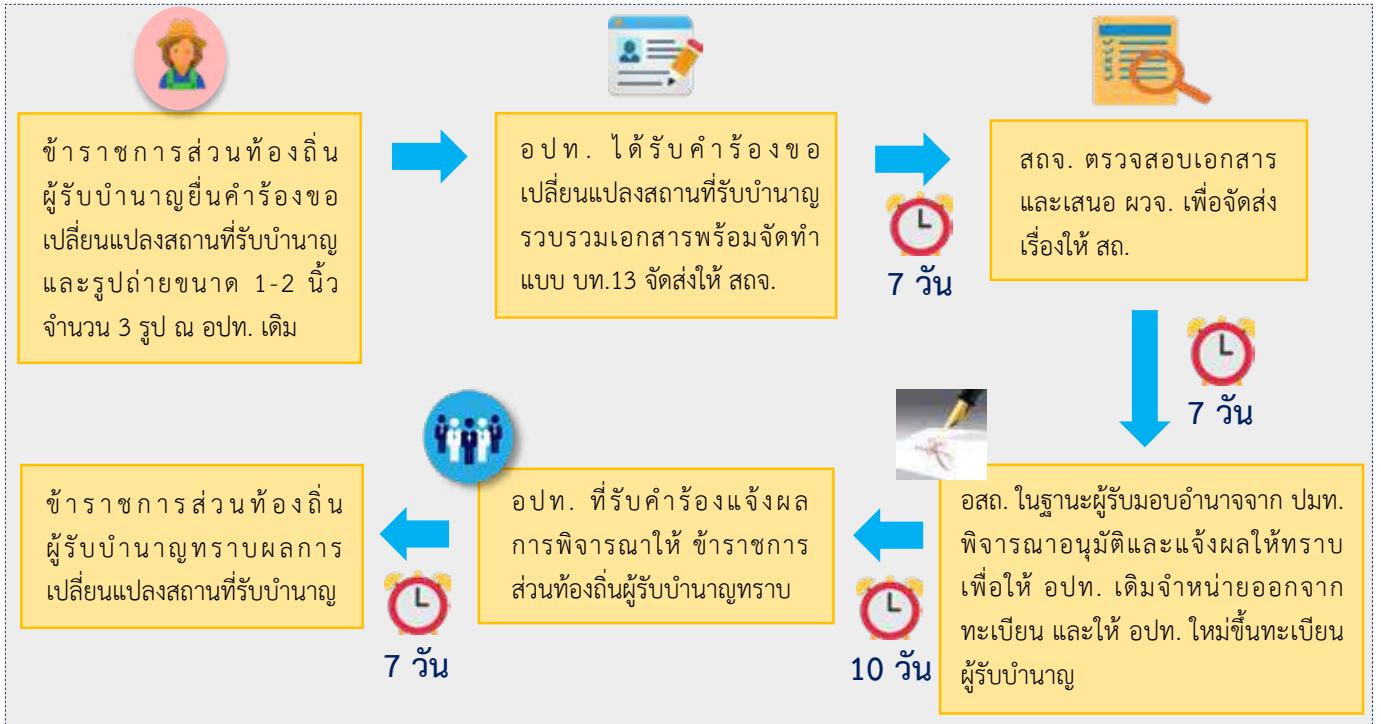 ข้าราชการส่วนท้องถิ่น
ผู้รับบำนาญยื่นคำร้องขอ
เปลี่ยนแปลงสถานที่รับบำนาญ
และรูปถ่ายขนาด 1-2 นิ้ว
จำนวน 3 รูป ณ อปท. เดิม
อปท. ได้รับคำร้องขอ
เปลี่ยนแปลงสถานที่รับบำนาญ
รวบรวมเอกสารพร้อมจัดทำ
แบบ บท.13 จัดส่งให้ สถจ.
7 วัน
สถจ. ตรวจสอบเอกสาร
และเสนอ ผวจ. เพื่อจัดส่ง
เรื่องให้ สถ.
7 วัน
อสถ. ในฐานะผู้รับมอบอำนาจจาก ปมท.
พิจารณาอนุมัติและแจ้งผลให้ทราบ
เพื่อให้ อปท. เดิมจำหน่ายออกจาก
ทะเบียน และให้ อปท. ใหม่ขึ้นทะเบียน
ผู้รับบำนาญ
10 วัน
อปท. ที่รับคำร้องแจ้งผล
การพิจารณาให้ ข้าราชการ
ส่วนท้องถิ่นผู้รับบำนาญทราบ
7 วัน
ข้าราชการส่วนท้องถิ่น
ผู้รับบำนาญทราบผลการ
เปลี่ยนแปลงสถานที่รับบำนาญ